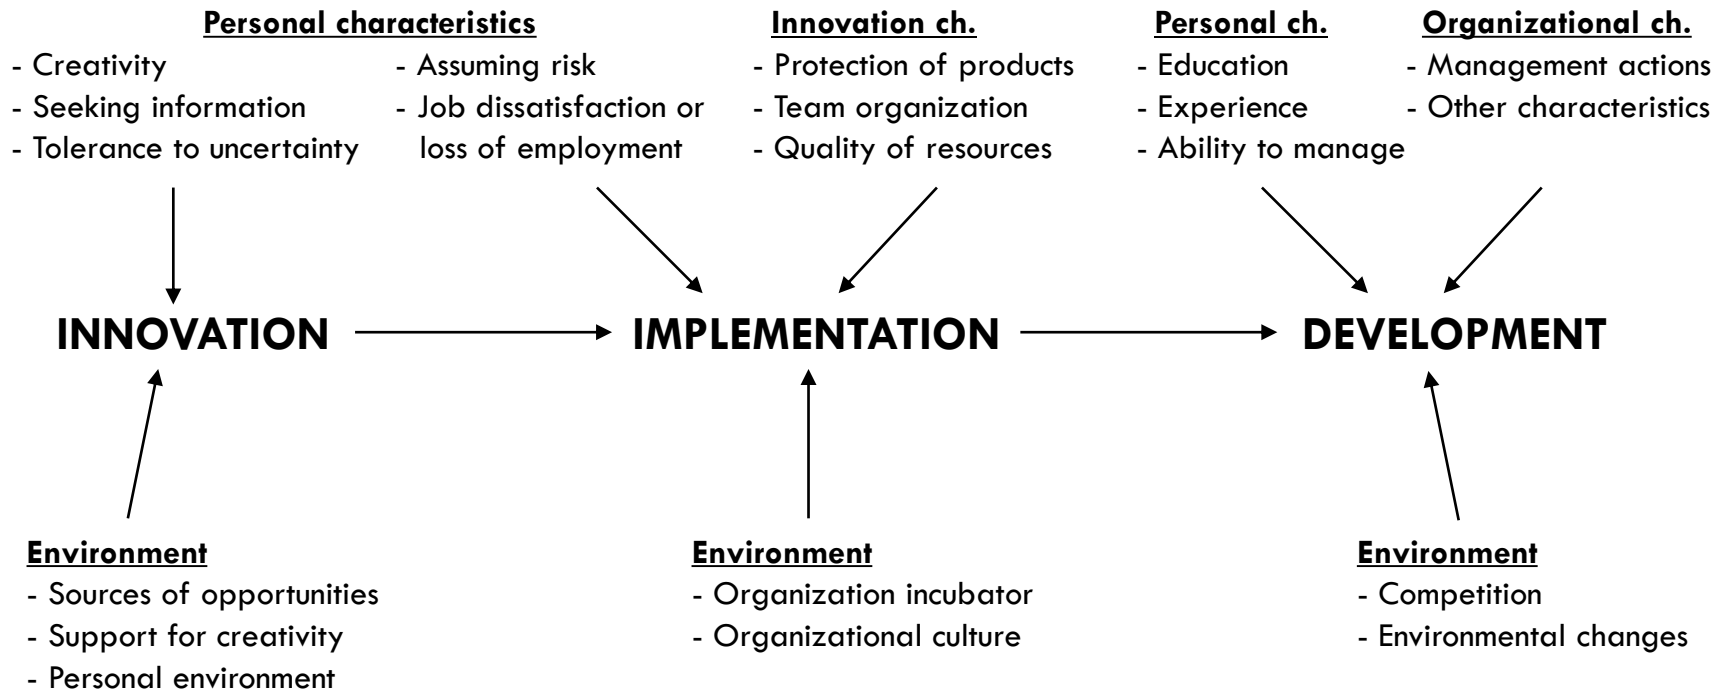 Personal characteristics
- Creativity
- Seeking information
- Tolerance to uncertainty
- Assuming risk
- Job dissatisfaction or
loss of employment
Innovation ch.
- Protection of products
- Team organization
- Quality of resources
Personal ch.
- Education
- Experience
- Ability to manage
Organizational ch.
- Management actions
- Other characteristics
INNOVATION
IMPLEMENTATION
DEVELOPMENT
Environment
- Sources of opportunities
- Support for creativity
- Personal environment
Environment
- Organization incubator
- Organizational culture
Environment
- Competition
- Environmental changes